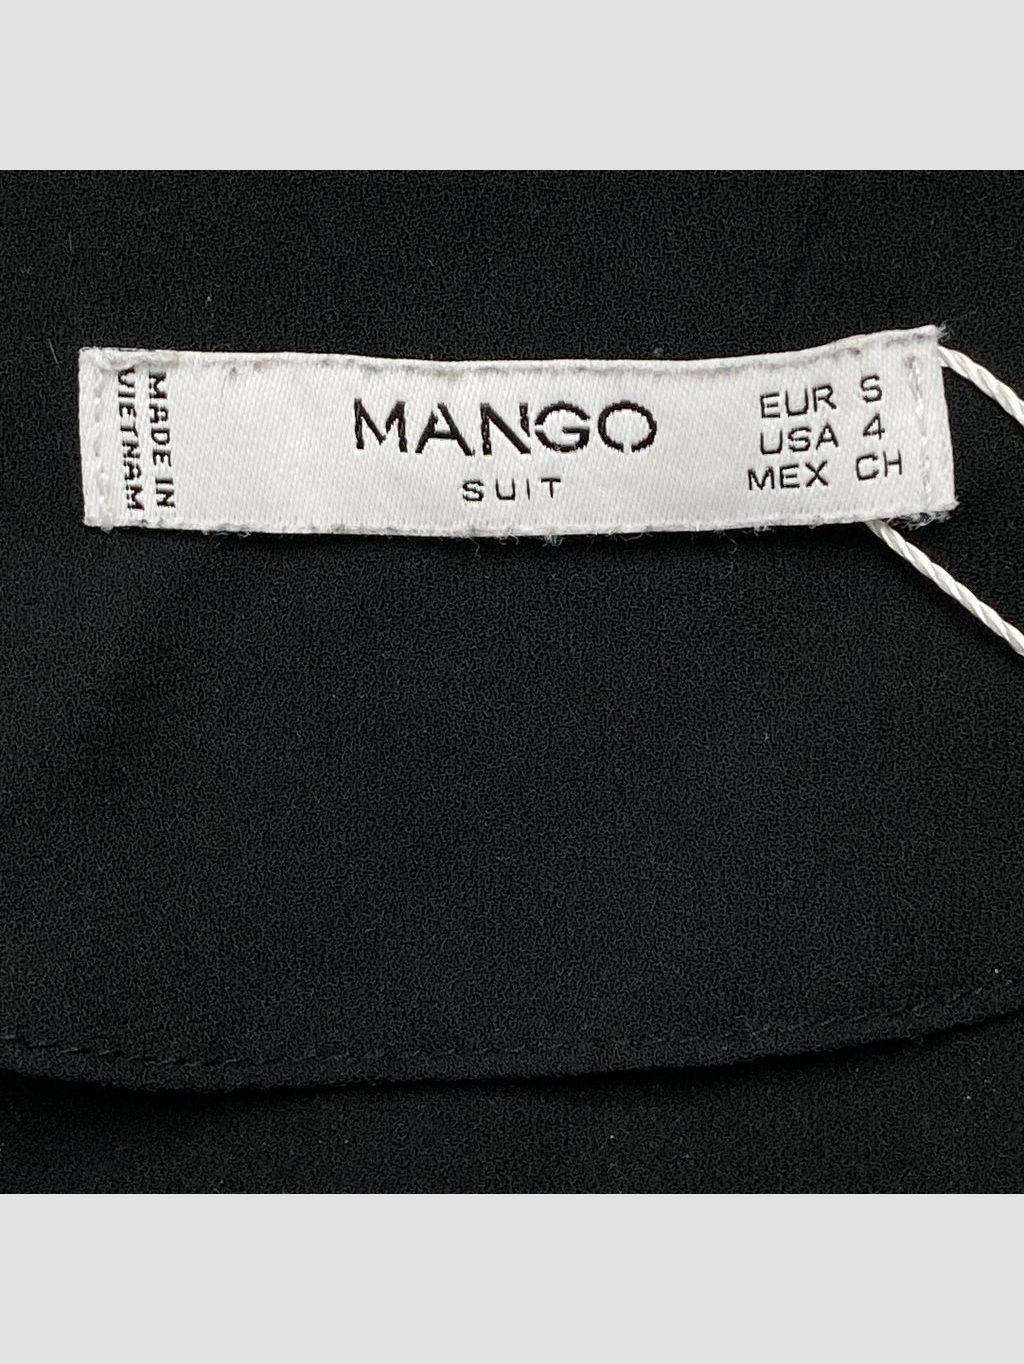 MADE IN
VIETNAM
MANGO
SUIT
EUR S
USA 4
MEX CH